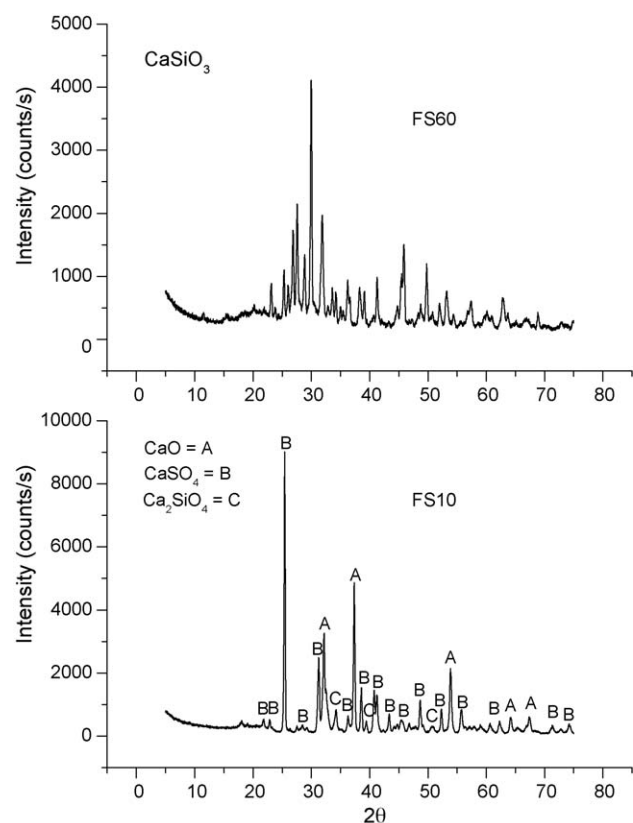 5000
4000
3000
2000
1000
0
Intensity (counts/s)
CaSiO₃
FS60
0 10 20 30 40 50 60 70 80
10000
8000
6000
4000
2000
0
Intensity (counts/s)
CaO = A
CaSO₄ = B
Ca₂SiO₄ = C
FS10
B
A
A
B
B
A
B B B C B C B B B B C B B B B A A B B
0 10 20 30 40 50 60 70 80
2θ